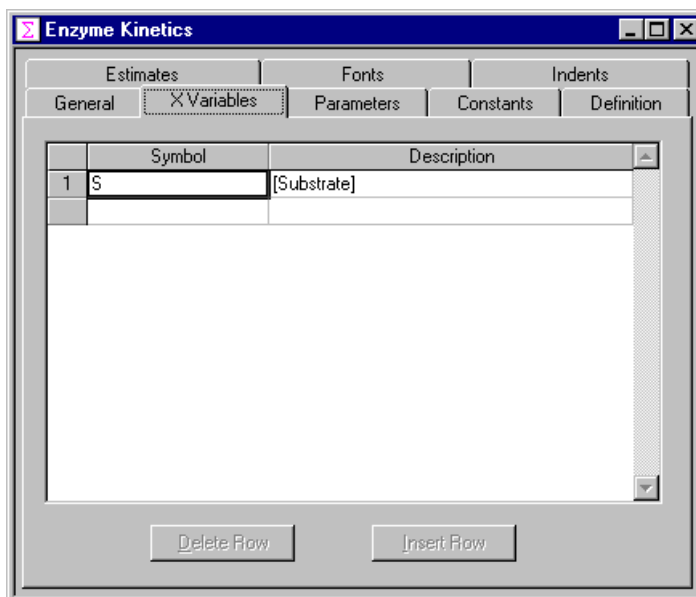 Σ Enzyme Kinetics
Estimates Fonts Indents
General X Variables Parameters Constants Definition
Symbol Description
1 S [Substrate]
Delete Row Insert Row